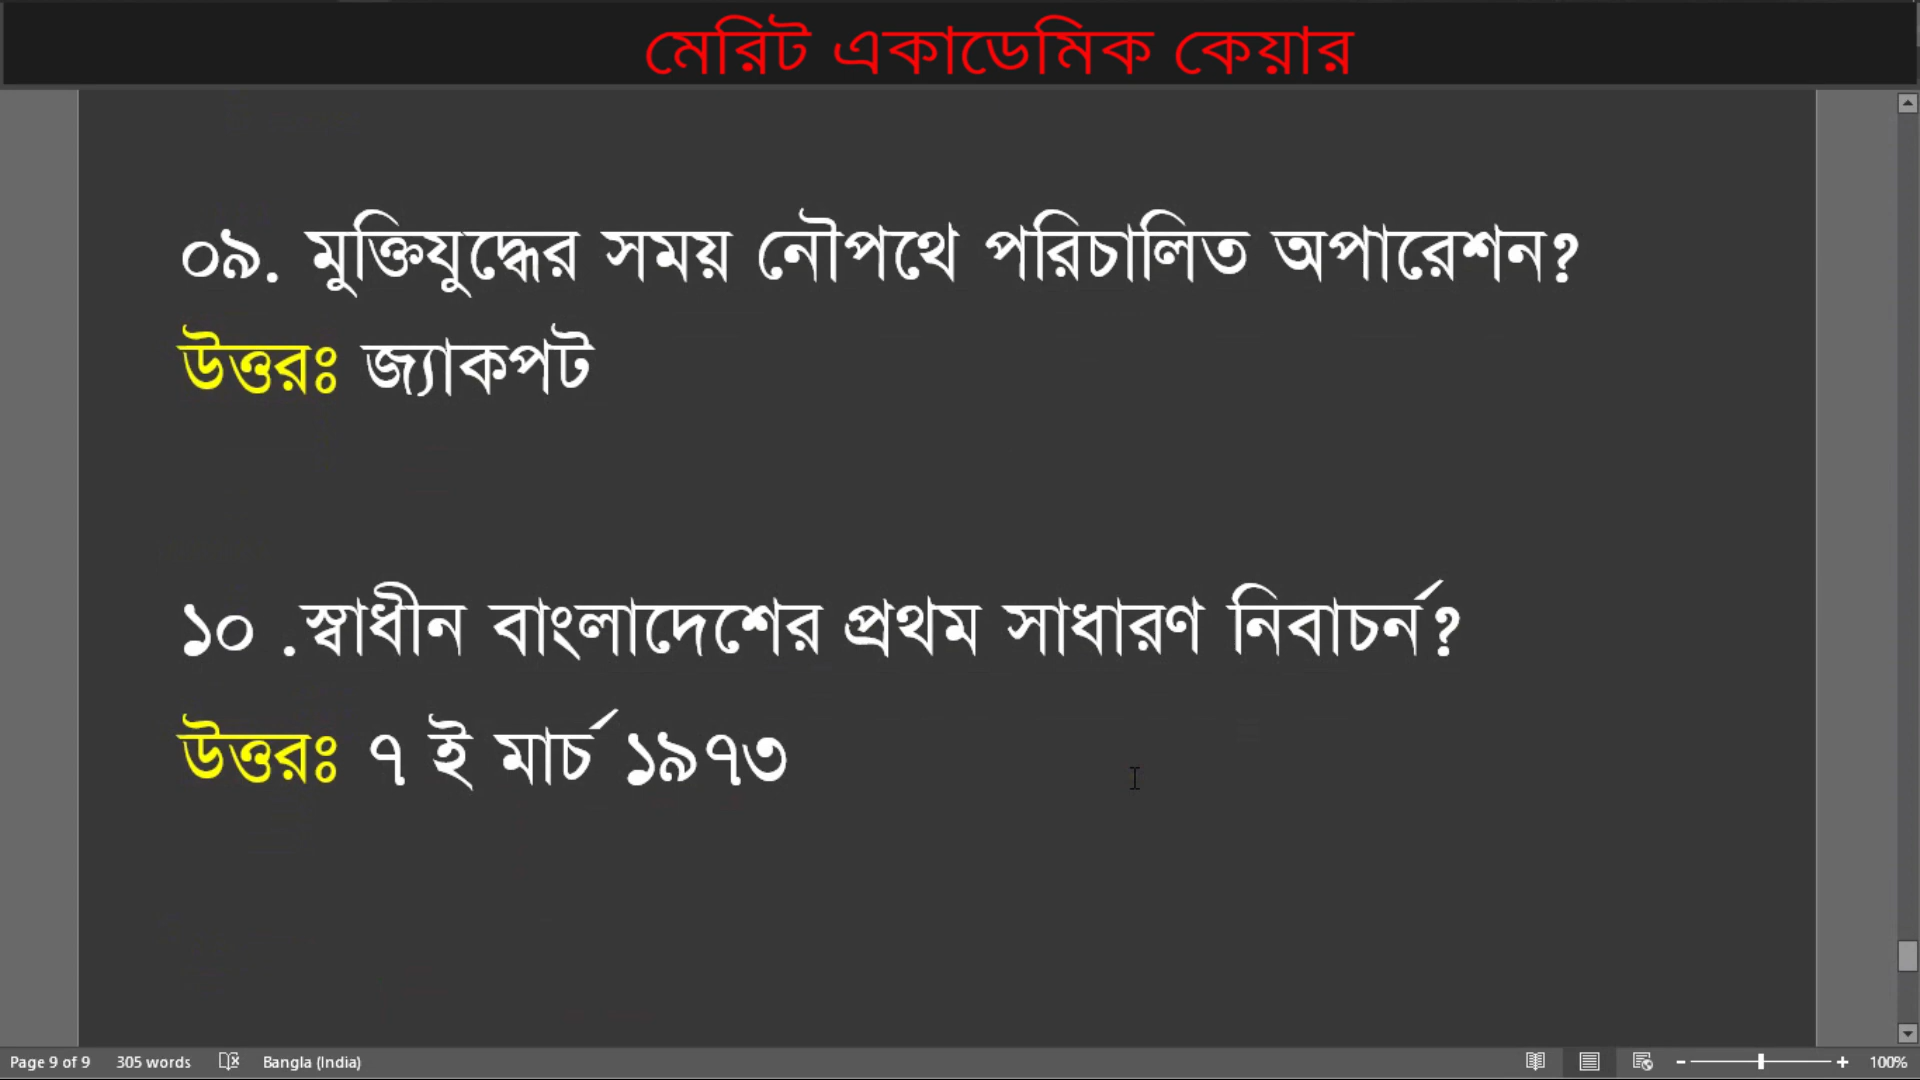 মেরিট একাডেমিক কেয়ার
০৯. মুক্তিযুদ্ধের সময় নৌপথে পরিচালিত অপারেশন?
উত্তরঃ জ্যাকপট
১০ .স্বাধীন বাংলাদেশের প্রথম সাধারণ নিবাচর্ন?
উত্তরঃ ৭ ই মার্চ ১৯৭৩
Page 9 of 9 305 words Bangla (India) 100%